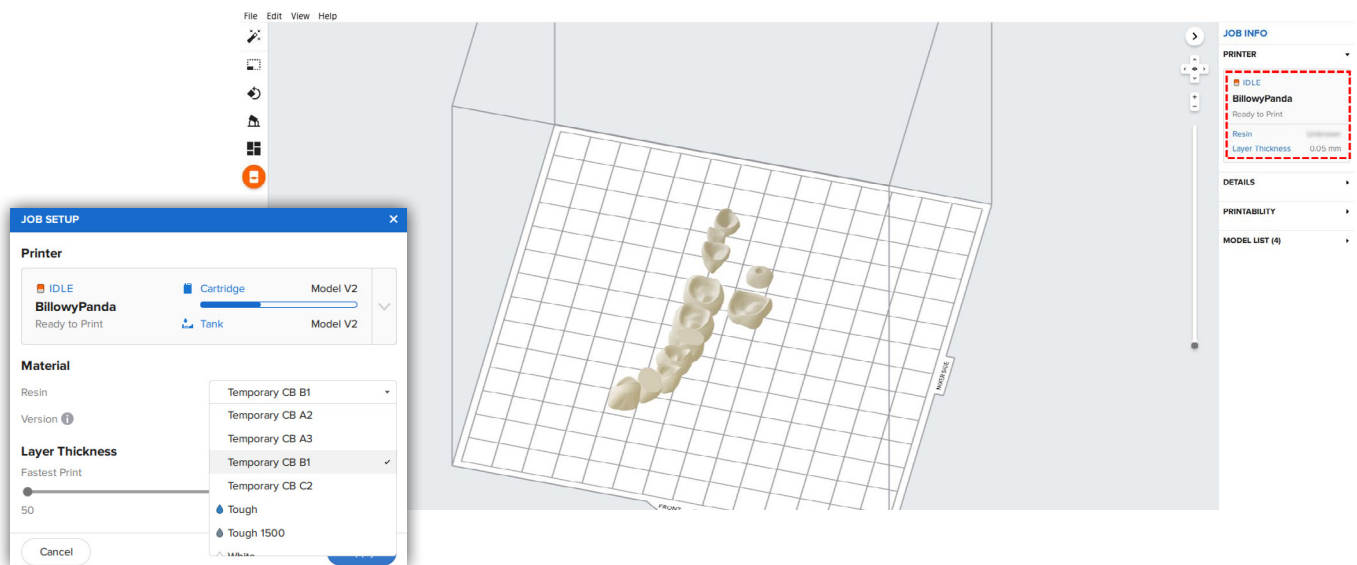 File Edit View Help
JOB INFO
PRINTER
IDLE
BillowyPanda
Ready to Print
Resin
Layer Thickness 0.05 mm
DETAILS
PRINTABILITY
MODEL LIST (4)
MIXER SIDE
FRONT
JOB SETUP
Printer
IDLE
BillowyPanda
Ready to Print
Cartridge Model V2
Tank Model V2
Material
Resin Temporary CB B1
Version
Temporary CB A2
Temporary CB A3
Temporary CB B1
Temporary CB C2
Tough
Tough 1500
White
Layer Thickness
Fastest Print
50
Cancel